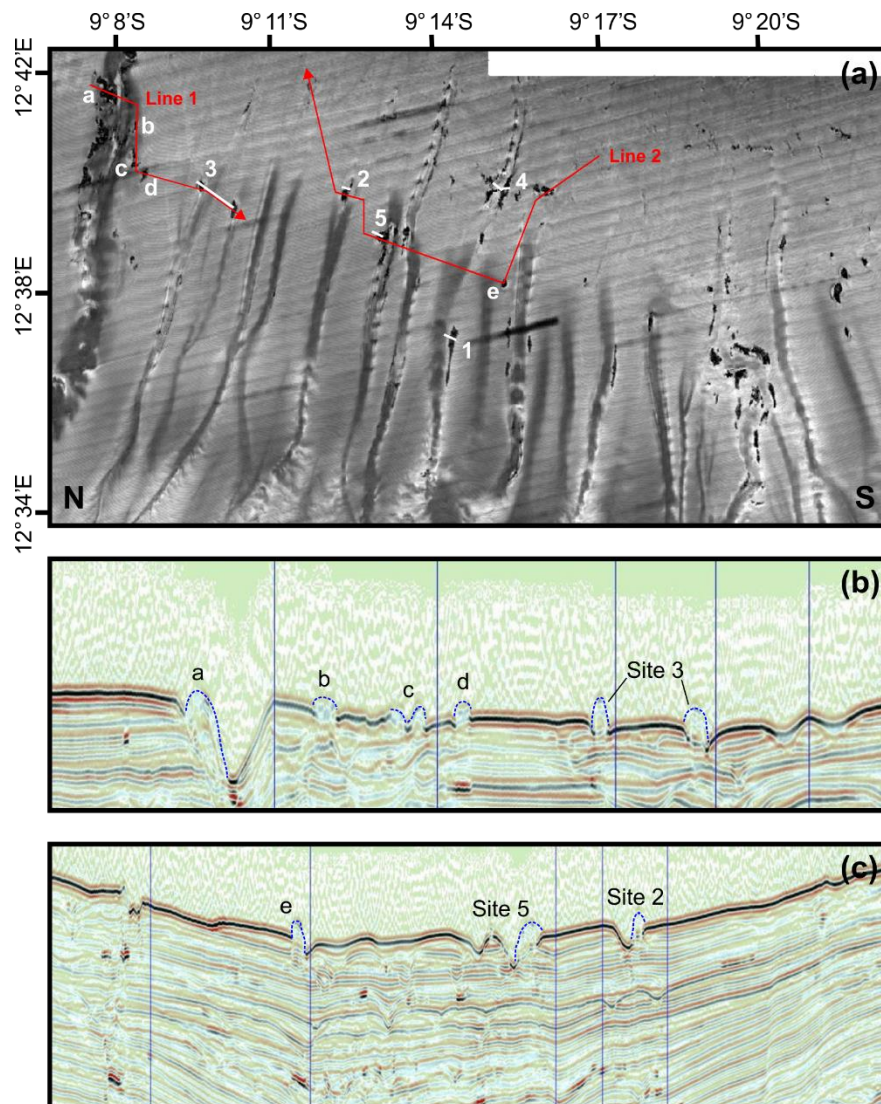 9° 8'S 9° 11'S 9° 14'S 9° 17'S 9° 20'S
12° 42'E
(a)
a
Line 1
b
c
d
3
2
4
Line 2
5
e
1
12° 38'E
12° 34'E
N
S
(b)
a
b
c
d
Site 3
(c)
e
Site 5
Site 2